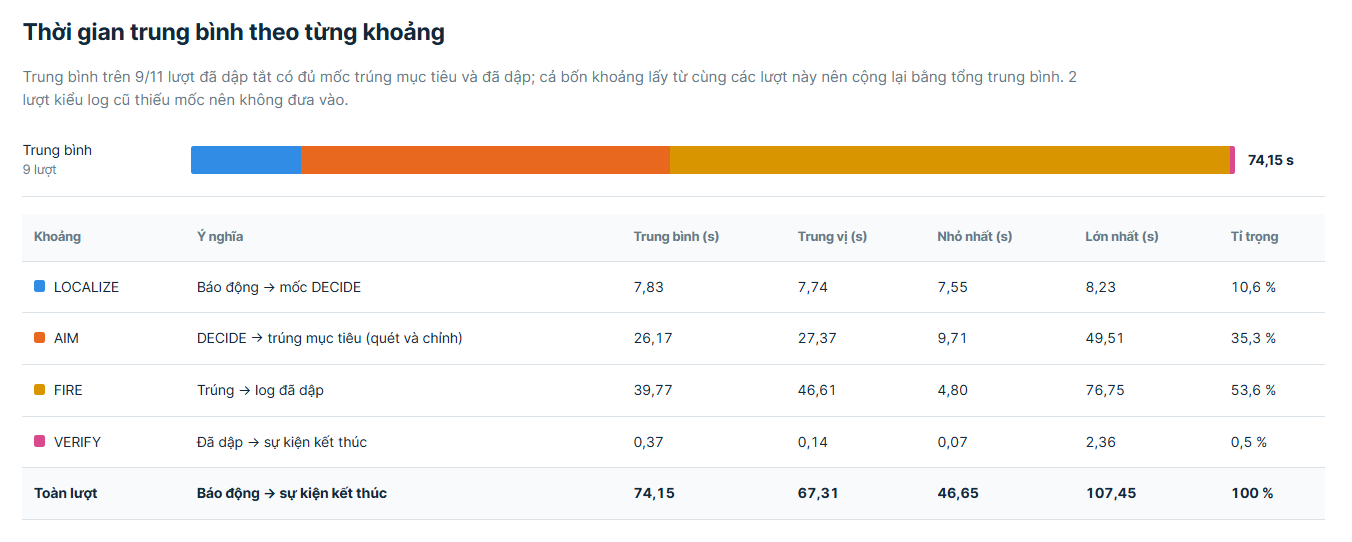 Thời gian trung bình theo từng khoảng
Trung bình trên 9/11 lượt đã dập tắt có đủ mốc trúng mục tiêu và đã dập; cả bốn khoảng lấy từ cùng các lượt này nên cộng lại bằng tổng trung bình. 2
lượt kiểu log cũ thiếu mốc nên không đưa vào.
Trung bình
9 lượt
74,15 s
Khoảng Ý nghĩa Trung bình (s) Trung vị (s) Nhỏ nhất (s) Lớn nhất (s) Tỉ trọng
LOCALIZE Báo động → mốc DECIDE 7,83 7,74 7,55 8,23 10,6 %
AIM DECIDE → trúng mục tiêu (quét và chỉnh) 26,17 27,37 9,71 49,51 35,3 %
FIRE Trúng → log đã dập 39,77 46,61 4,80 76,75 53,6 %
VERIFY Đã dập → sự kiện kết thúc 0,37 0,14 0,07 2,36 0,5 %
Toàn lượt Báo động → sự kiện kết thúc 74,15 67,31 46,65 107,45 100 %